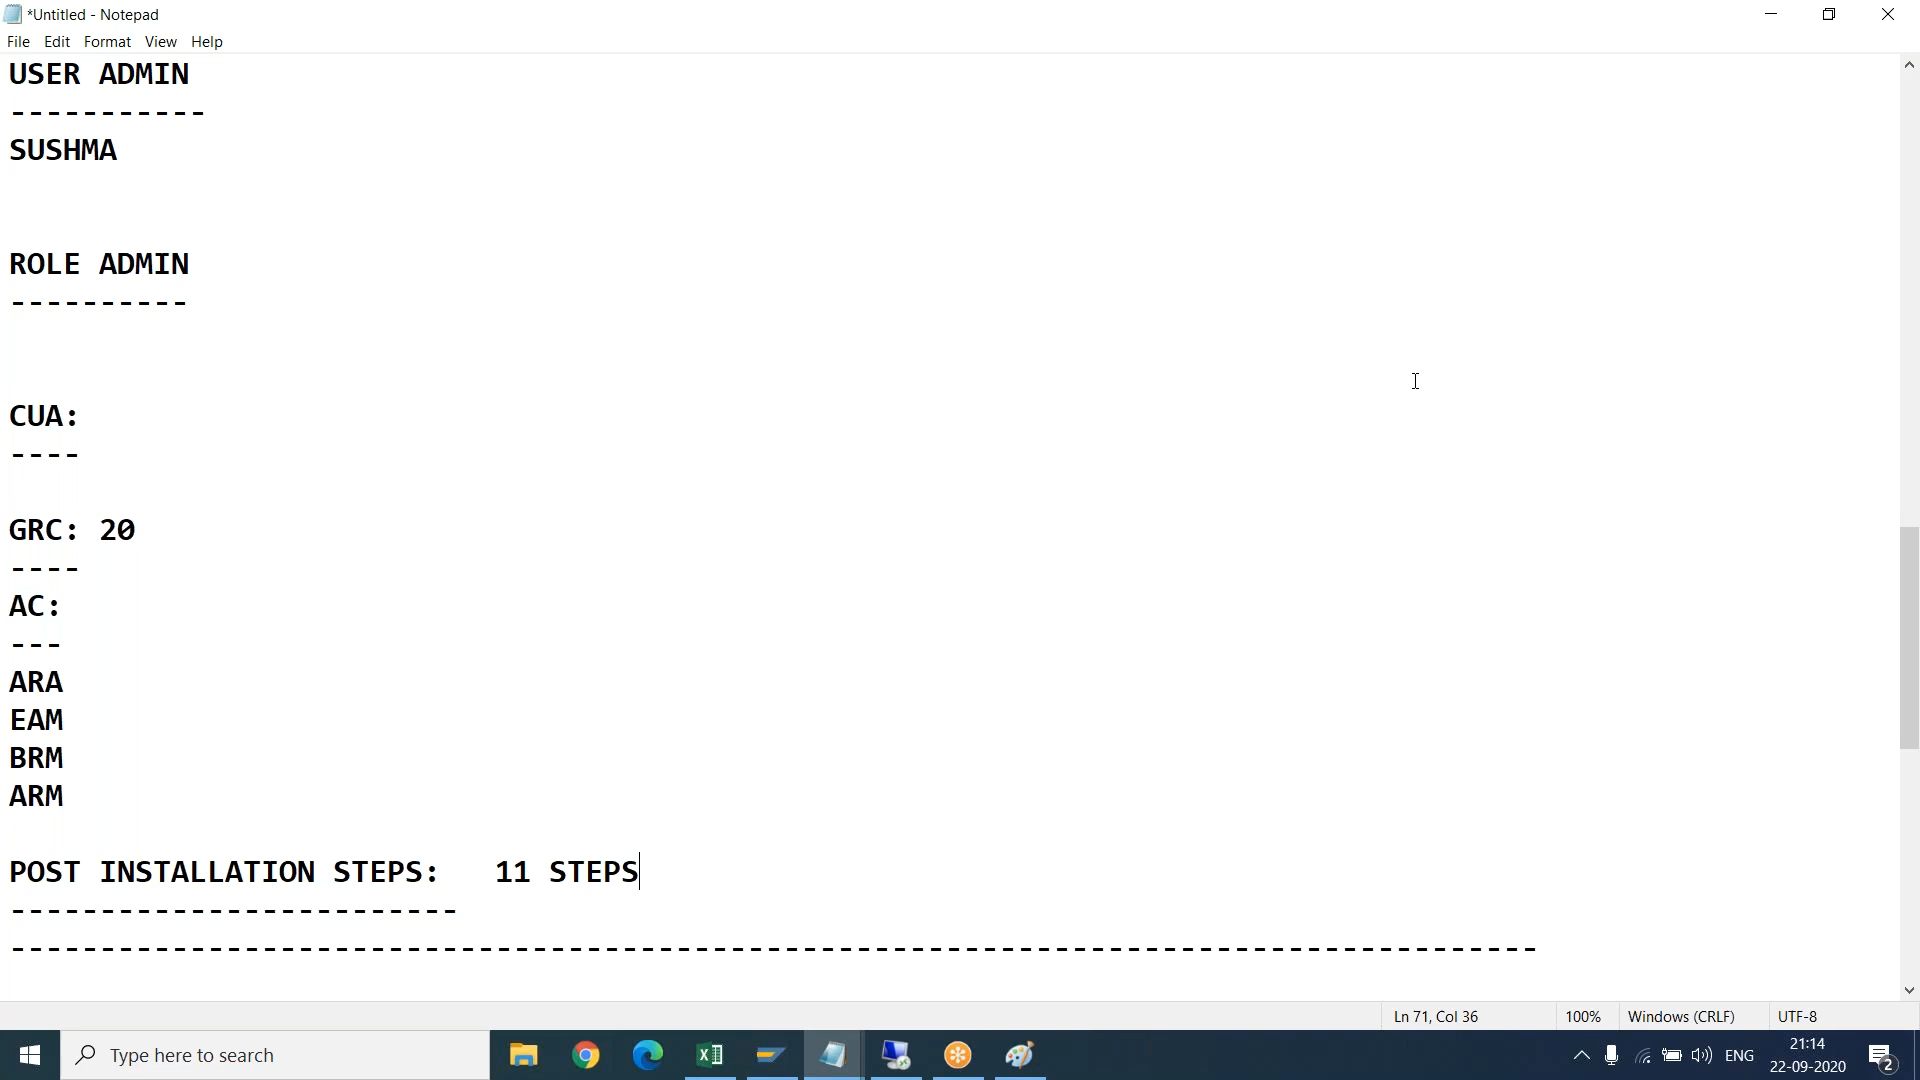 *Untitled - Notepad
File Edit Format View Help
USER ADMIN
-----------
SUSHMA
ROLE ADMIN
----------
CUA:
----
GRC: 20
----
AC:
---
ARA
EAM
BRM
ARM
POST INSTALLATION STEPS:   11 STEPS
-------------------------
-------------------------------------------------------------------------------------
Ln 71, Col 36 100% Windows (CRLF) UTF-8
Type here to search
ENG
21:14
22-09-2020
2